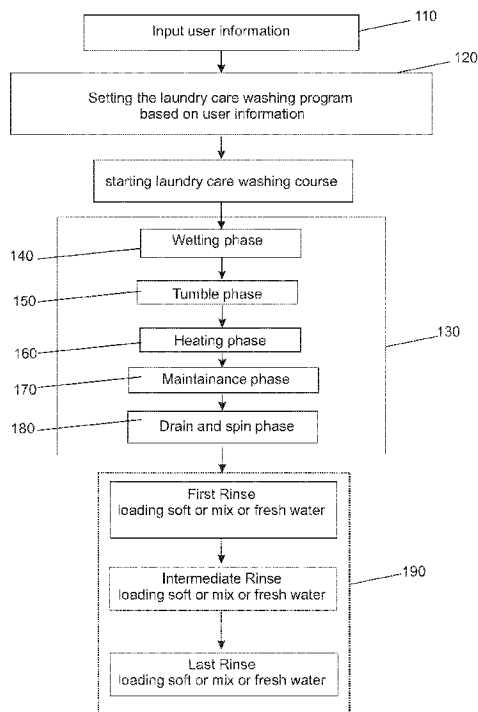 Input user information
110
120
Setting the laundry care washing program
based on user information
starting laundry care washing course
Wetting phase
140
Tumble phase
150
130
Heating phase
160
Maintainance phase
170
Drain and spin phase
180
First Rinse
loading soft or mix or fresh water
Intermediate Rinse
loading soft or mix or fresh water
190
Last Rinse
loading soft or mix or fresh water